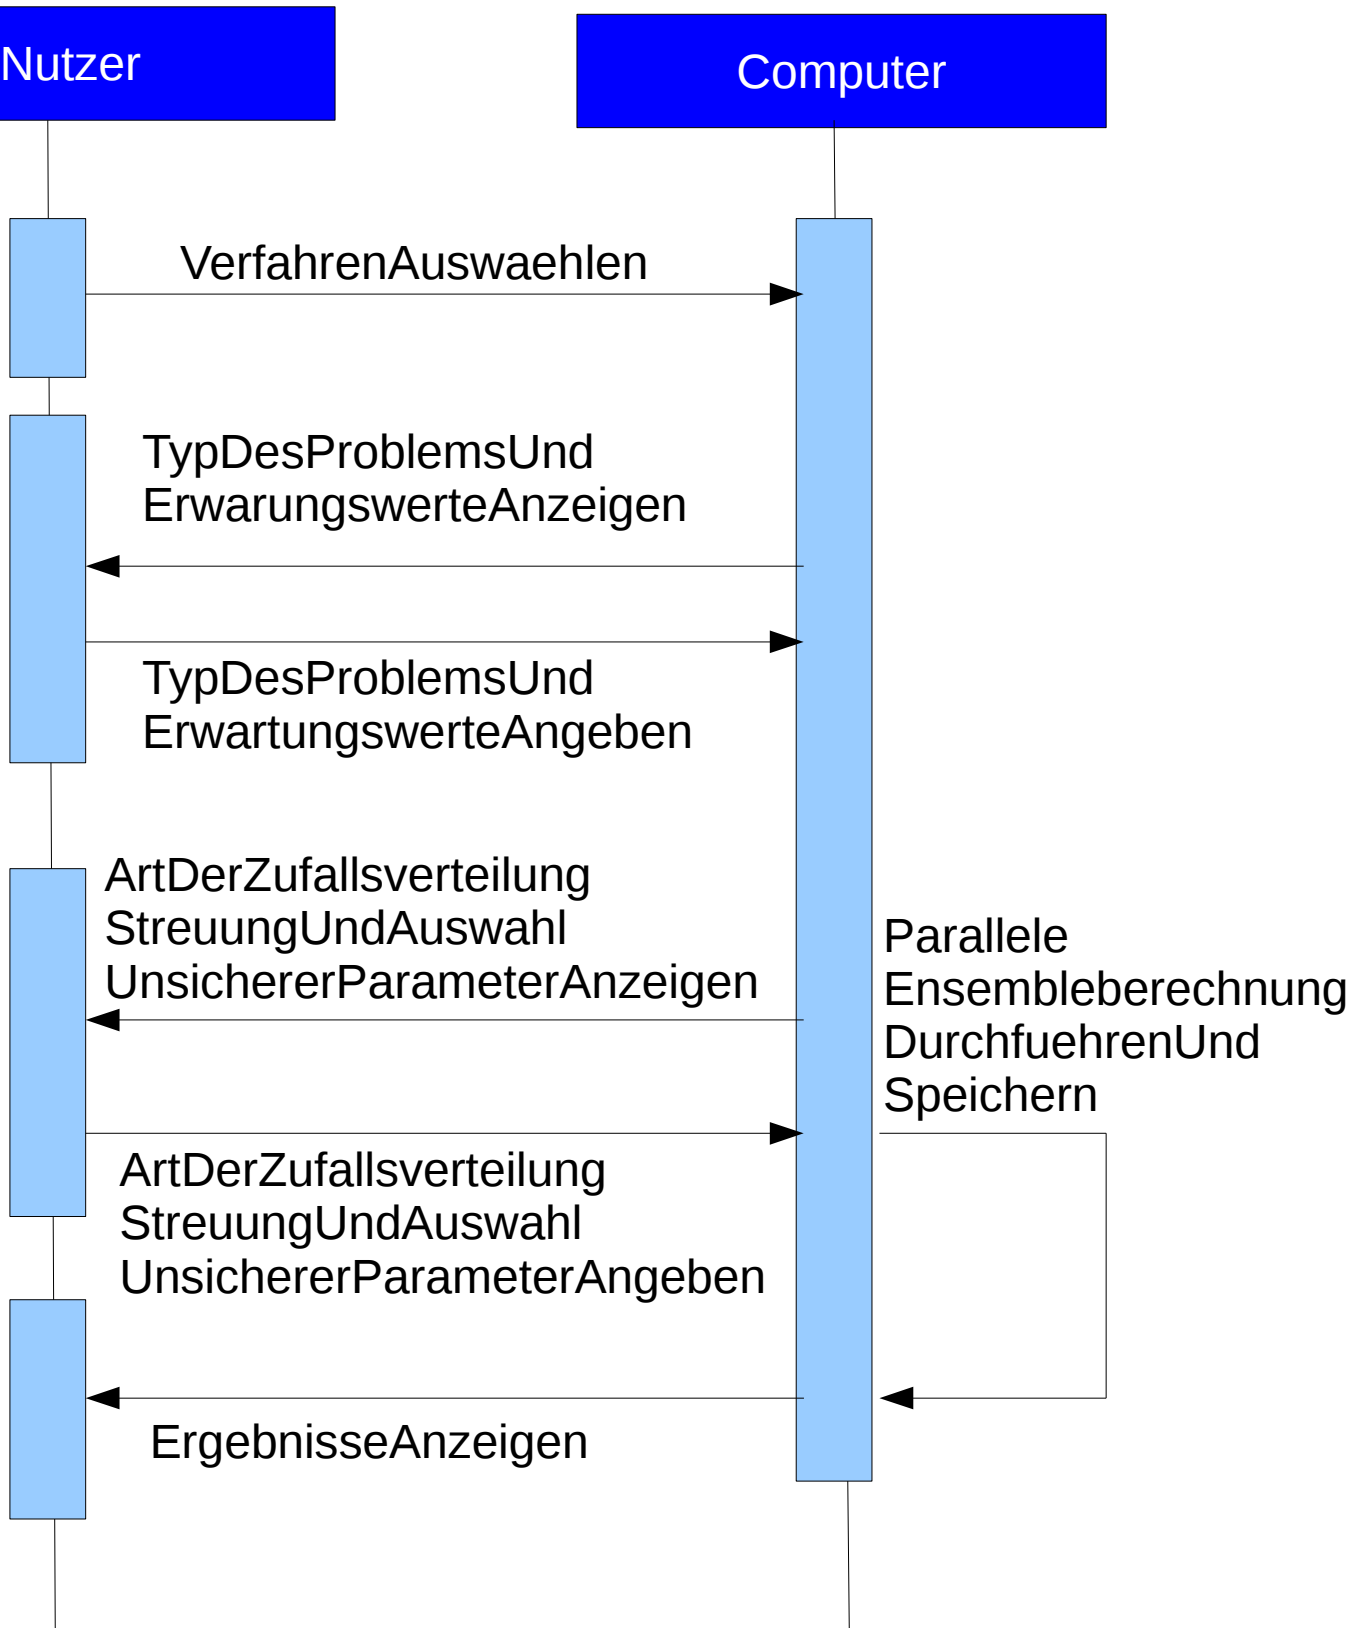 Nutzer
Computer
VerfahrenAuswaehlen
TypDesProblemsUnd
ErwarungswerteAnzeigen
TypDesProblemsUnd
ErwartungswerteAngeben
ArtDerZufallsverteilung
StreuungUndAuswahl
UnsichererParameterAnzeigen
Parallele
Ensembleberechnung
DurchfuehrenUnd
Speichern
ArtDerZufallsverteilung
StreuungUndAuswahl
UnsichererParameterAngeben
ErgebnisseAnzeigen